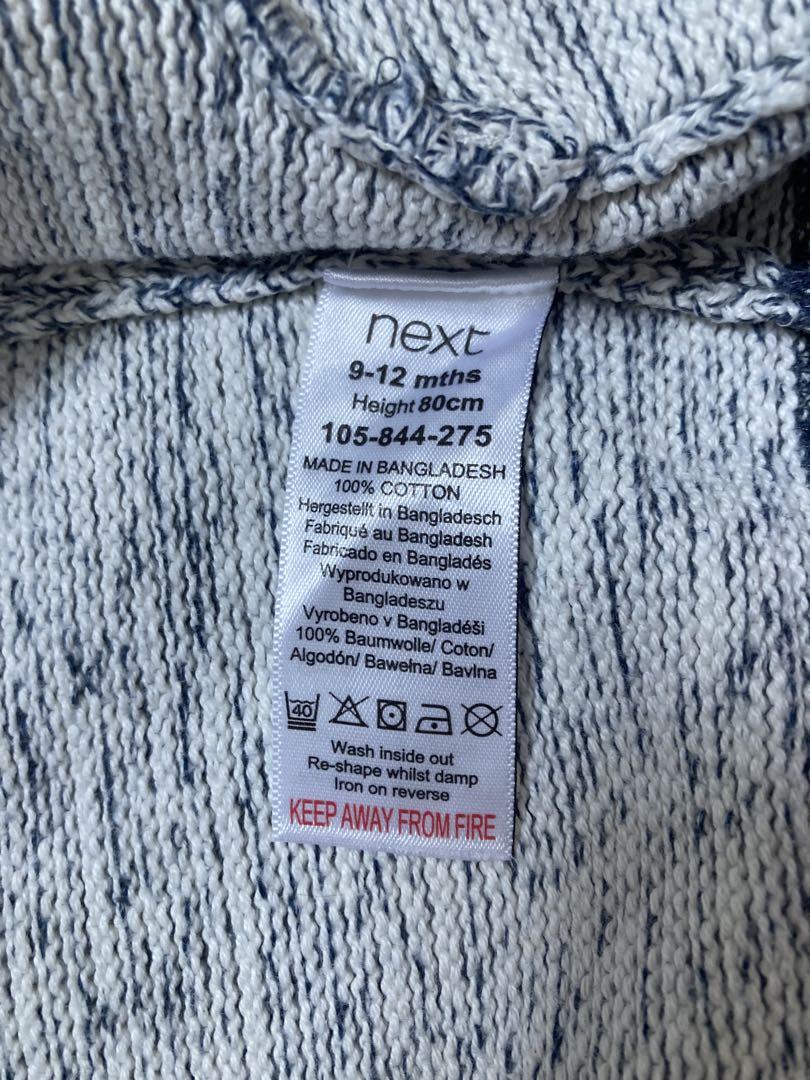 next
9-12 mths
Height 80cm
105-844-275
MADE IN BANGLADESH
100% COTTON
Hergestellt in Bangladesch
Fabriqué au Bangladesh
Fabricado en Bangladés
Wyprodukowano w
Bangladeszu
Vyrobeno v Bangladéši
100% Baumwolle/ Coton/
Algodón/ Bawełna/ Bavlna
40
Wash inside out
Re-shape whilst damp
Iron on reverse
KEEP AWAY FROM FIRE